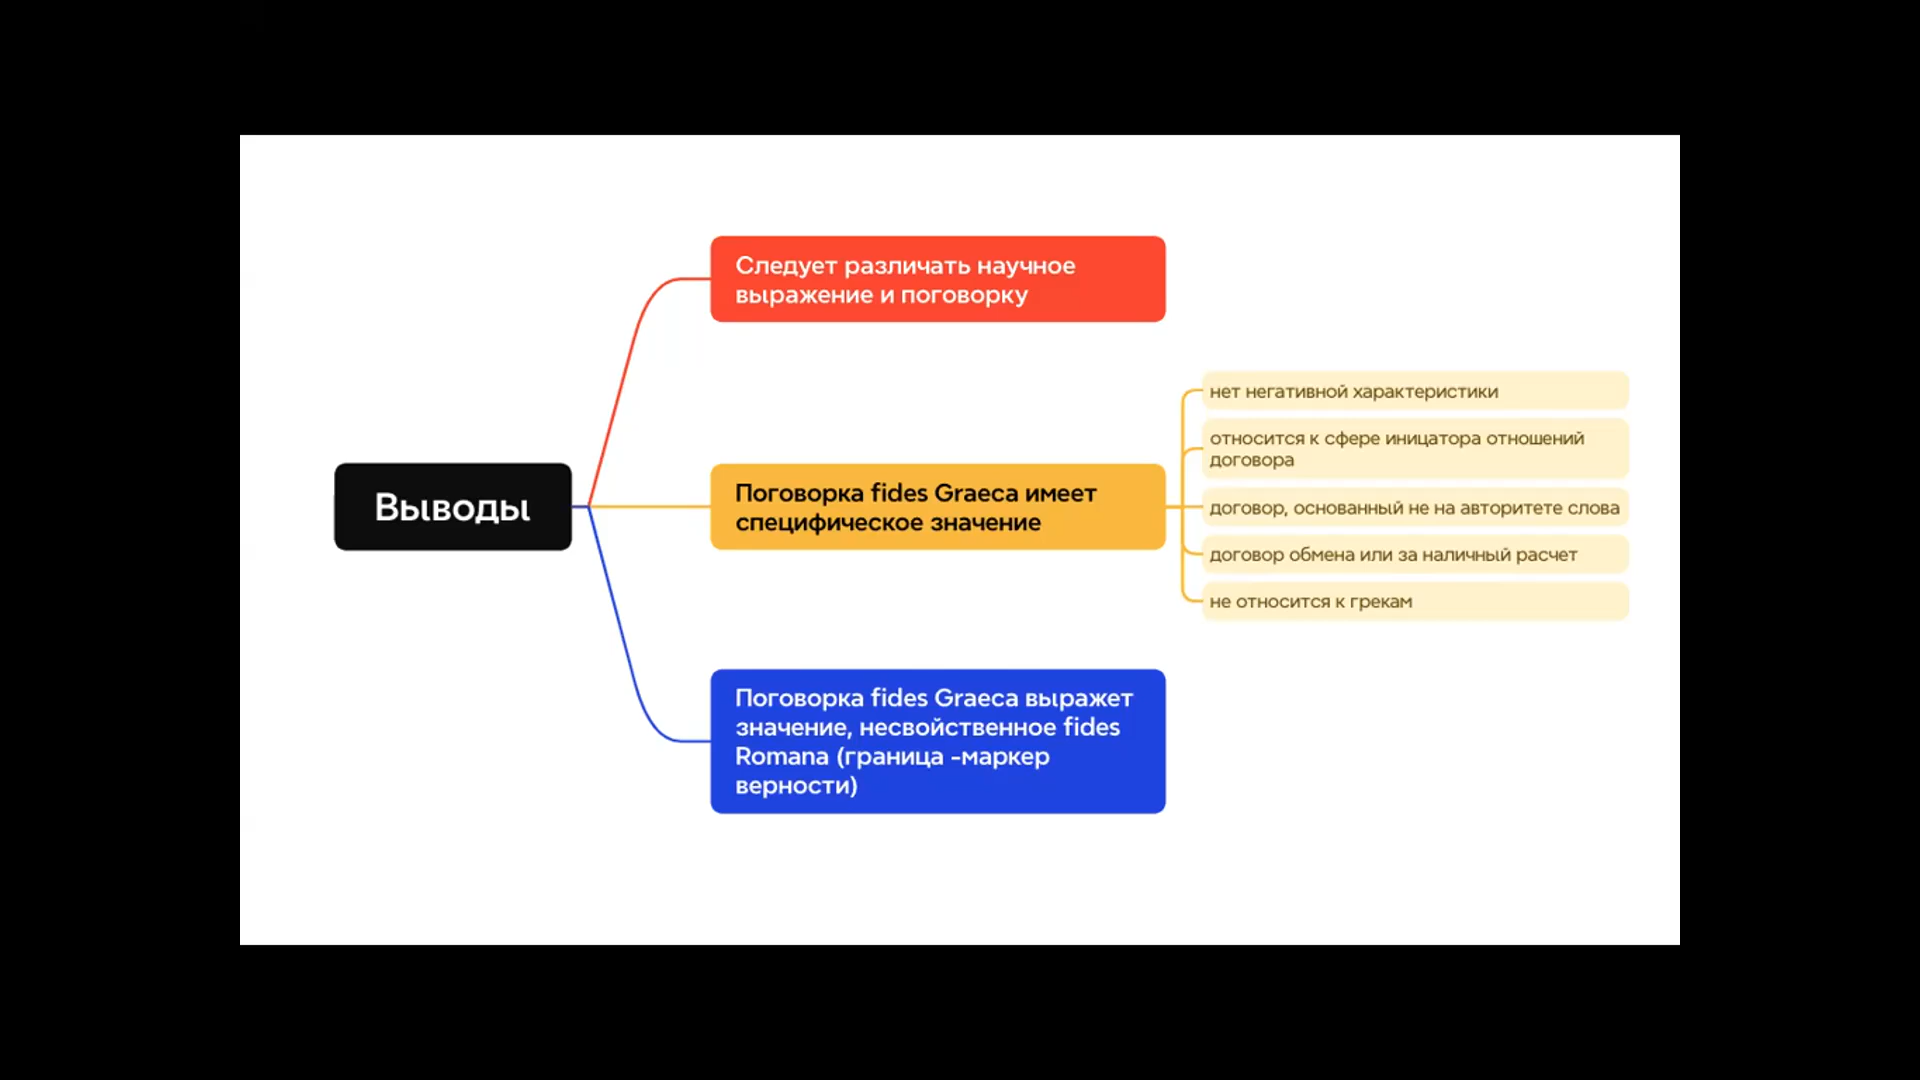 Выводы
Следует различать научное
выражение и поговорку
Поговорка fides Graeca имеет
специфическое значение
нет негативной характеристики
относится к сфере иницатора отношений
договора
договор, основанный не на авторитете слова
договор обмена или за наличный расчет
не относится к грекам
Поговорка fides Graeca выражет
значение, несвойственное fides
Romana (граница -маркер
верности)